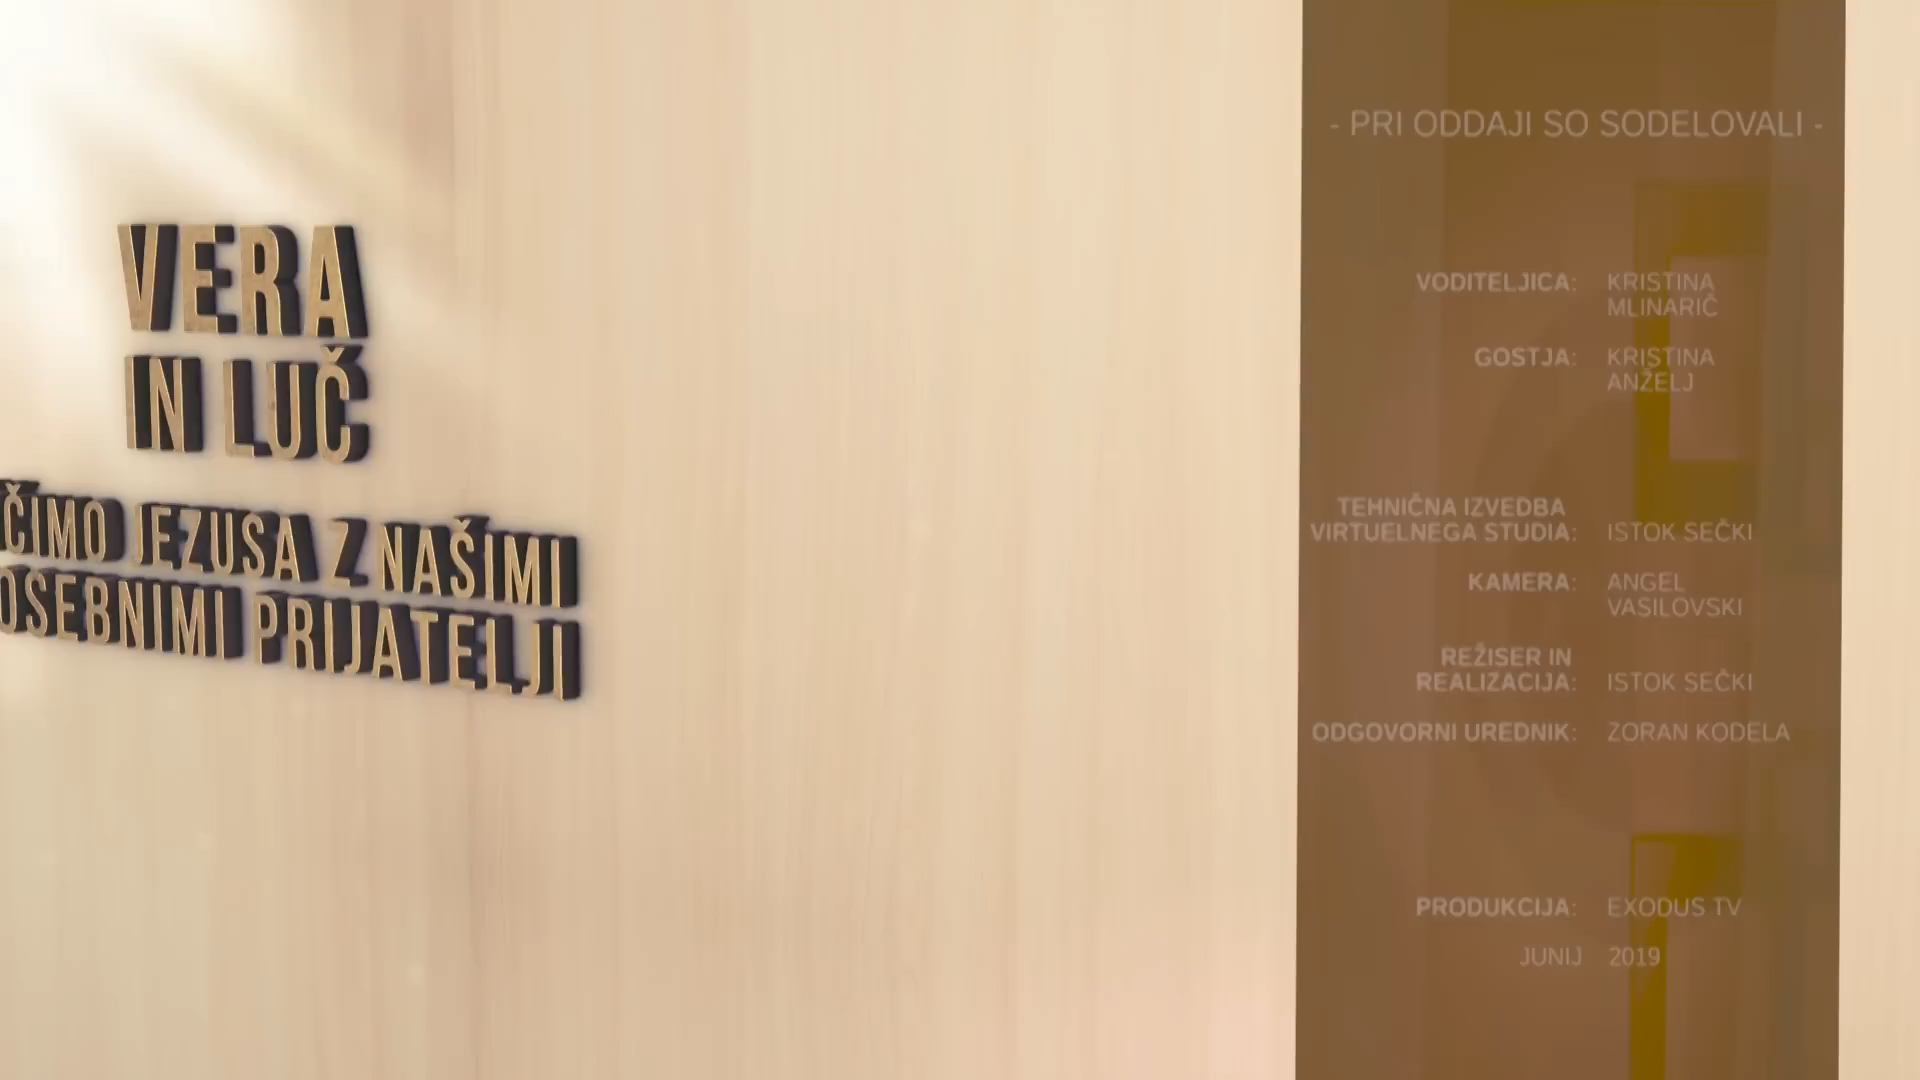 VERA
IN LUČ
JEZUSA Z NAŠIMI
PRIJATELJI
- PRI ODDAJI SO SODELOVALI -
VODITELJICA: KRISTINA
MLINARIČ
GOSTJA: KRISTINA
ANŽELJ
TEHNIČNA IZVEDBA
VIRTUELNEGA STUDIA: ISTOK SEČKI
KAMERA: ANGEL
VASILOVSKI
REŽISER IN
REALIZACIJA: ISTOK SEČKI
ODGOVORNI UREDNIK: ZORAN KODELA
PRODUKCIJA: EXODUS TV
JUNIJ 2019